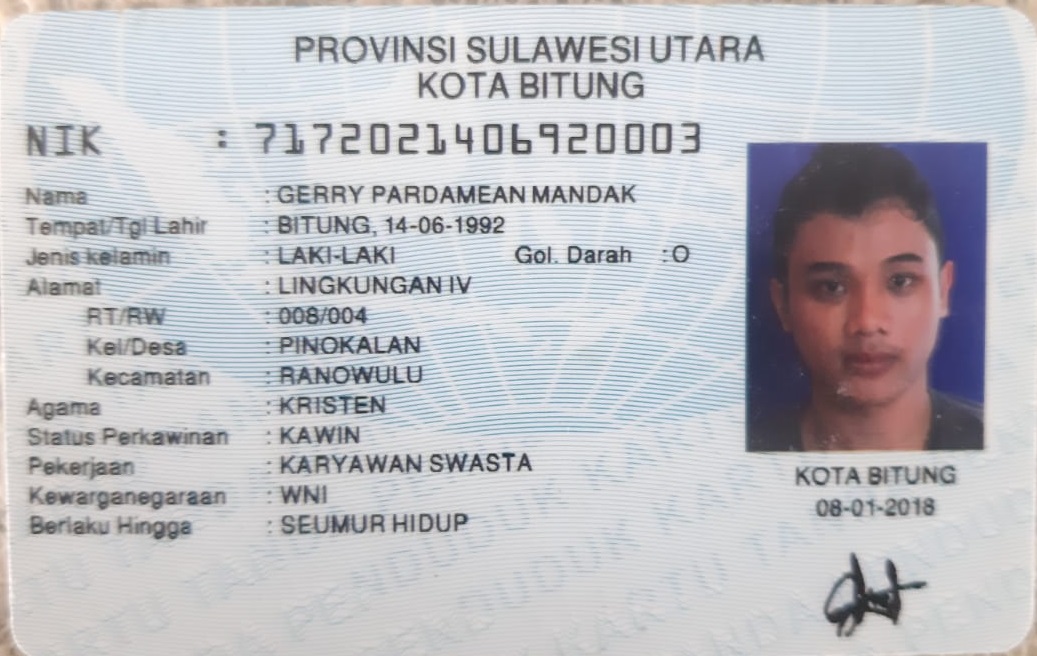 PROVINSI SULAWESI UTARA
KOTA BITUNG
NIK : 7172021406920003
Nama : GERRY PARDAMEAN MANDAK
Tempat/Tgl Lahir : BITUNG, 14-06-1992
Jenis kelamin : LAKI-LAKI Gol. Darah : O
Alamat : LINGKUNGAN IV
RT/RW : 008/004
Kel/Desa : PINOKALAN
Kecamatan : RANOWULU
Agama : KRISTEN
Status Perkawinan : KAWIN
Pekerjaan : KARYAWAN SWASTA
Kewarganegaraan : WNI
Berlaku Hingga : SEUMUR HIDUP
KOTA BITUNG
08-01-2018